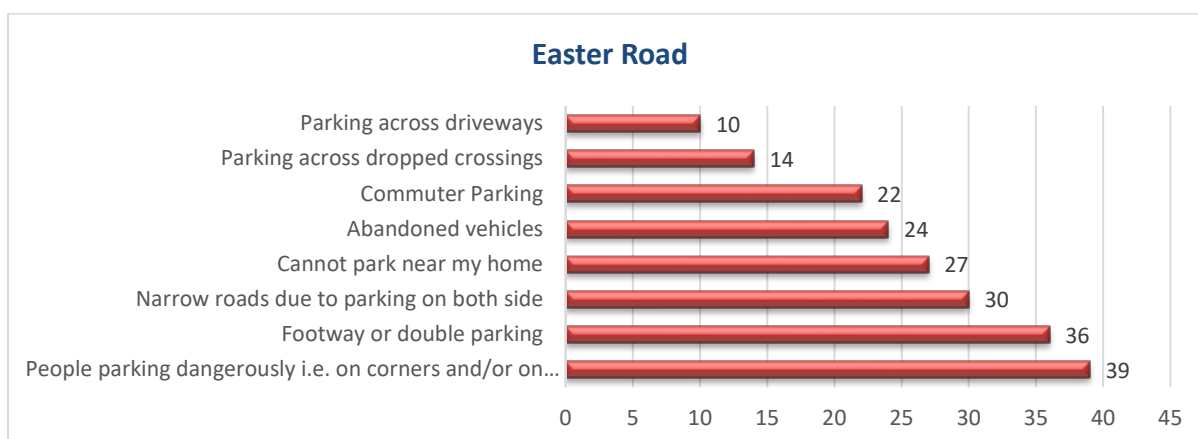 Easter Road
Parking across driveways 10
Parking across dropped crossings 14
Commuter Parking 22
Abandoned vehicles 24
Cannot park near my home 27
Narrow roads due to parking on both side 30
Footway or double parking 36
People parking dangerously i.e. on corners and/or on... 39
0 5 10 15 20 25 30 35 40 45